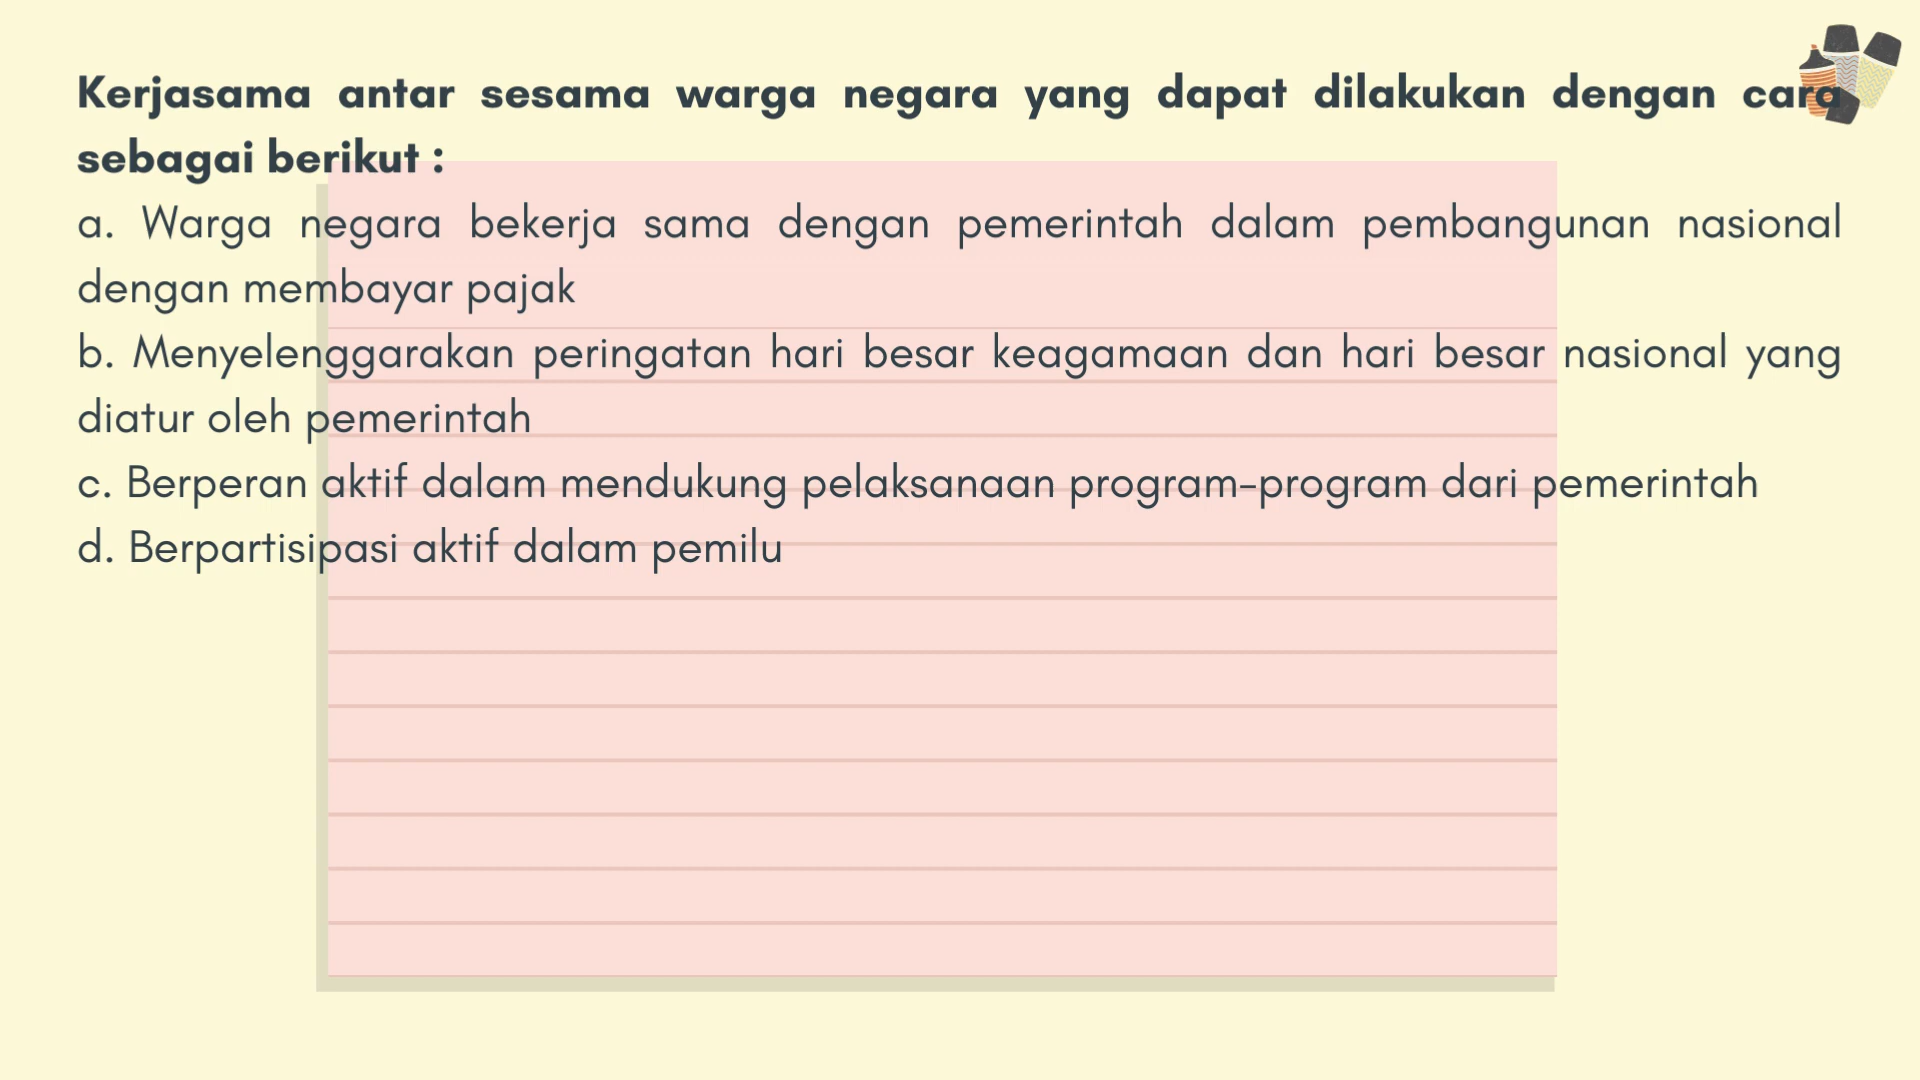 Kerjasama antar sesama warga negara yang dapat dilakukan dengan cara
sebagai berikut :
a. Warga negara bekerja sama dengan pemerintah dalam pembangunan nasional
dengan membayar pajak
b. Menyelenggarakan peringatan hari besar keagamaan dan hari besar nasional yang
diatur oleh pemerintah
c. Berperan aktif dalam mendukung pelaksanaan program-program dari pemerintah
d. Berpartisipasi aktif dalam pemilu